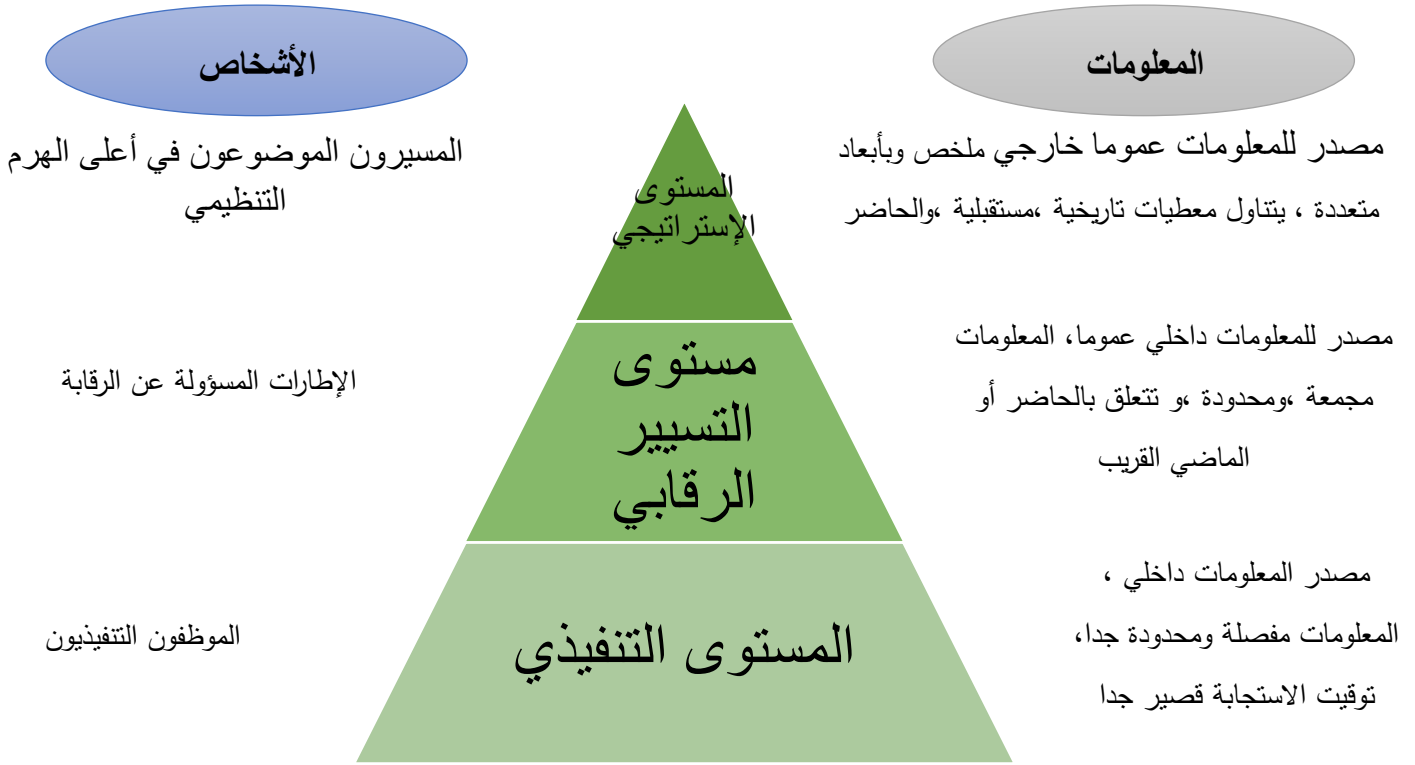 المعلومات
الأشخاص
مصدر للمعلومات عموما خارجي ملخص وبأبعاد
متعددة ، يتناول معطيات تاريخية ،مستقبلية ،والحاضر
المستوى
الإستراتيجي
المسيرون الموضوعون في أعلى الهرم
التنظيمي
مصدر للمعلومات داخلي عموما، المعلومات
مجمعة ،ومحدودة ،و تتعلق بالحاضر أو
الماضي القريب
مستوى
التسيير
الرقابي
الإطارات المسؤولة عن الرقابة
مصدر المعلومات داخلي ،
المعلومات مفصلة ومحدودة جدا،
توقيت الاستجابة قصير جدا
المستوى التنفيذي
الموظفون التنفيذيون